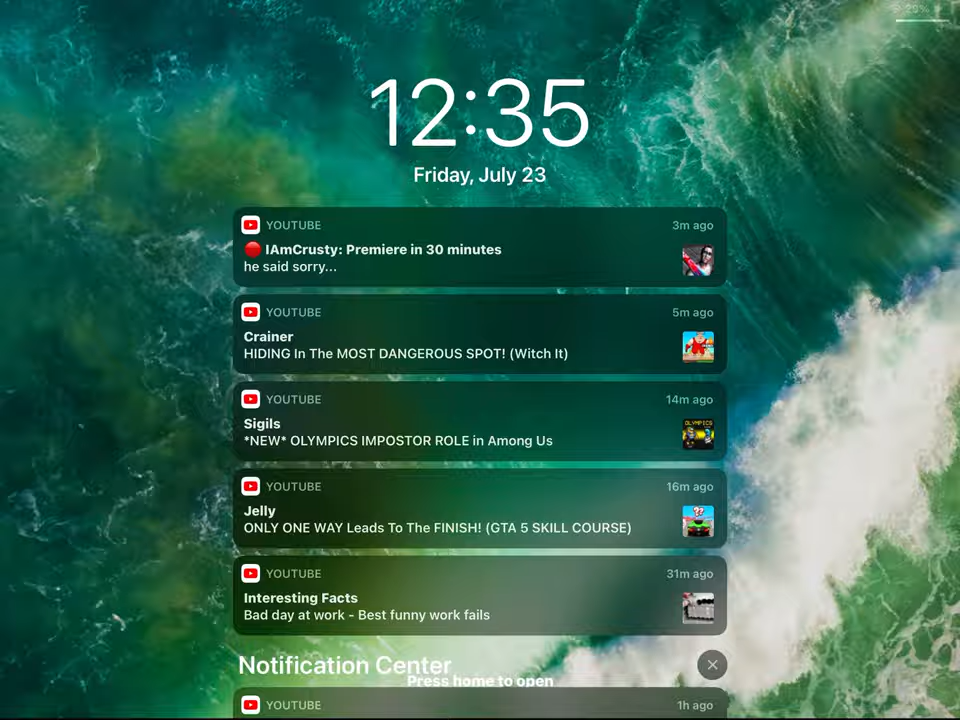 29%
12:35
Friday, July 23
YOUTUBE 3m ago
🔴 IAmCrusty: Premiere in 30 minutes
he said sorry...
YOUTUBE 5m ago
Crainer
HIDING In The MOST DANGEROUS SPOT! (Witch It)
YOUTUBE 14m ago
Sigils
*NEW* OLYMPICS IMPOSTOR ROLE in Among Us
OLYMPICS
YOUTUBE 16m ago
Jelly
ONLY ONE WAY Leads To The FINISH! (GTA 5 SKILL COURSE)
YOUTUBE 31m ago
Interesting Facts
Bad day at work - Best funny work fails
Notification Center
Press home to open
YOUTUBE 1h ago